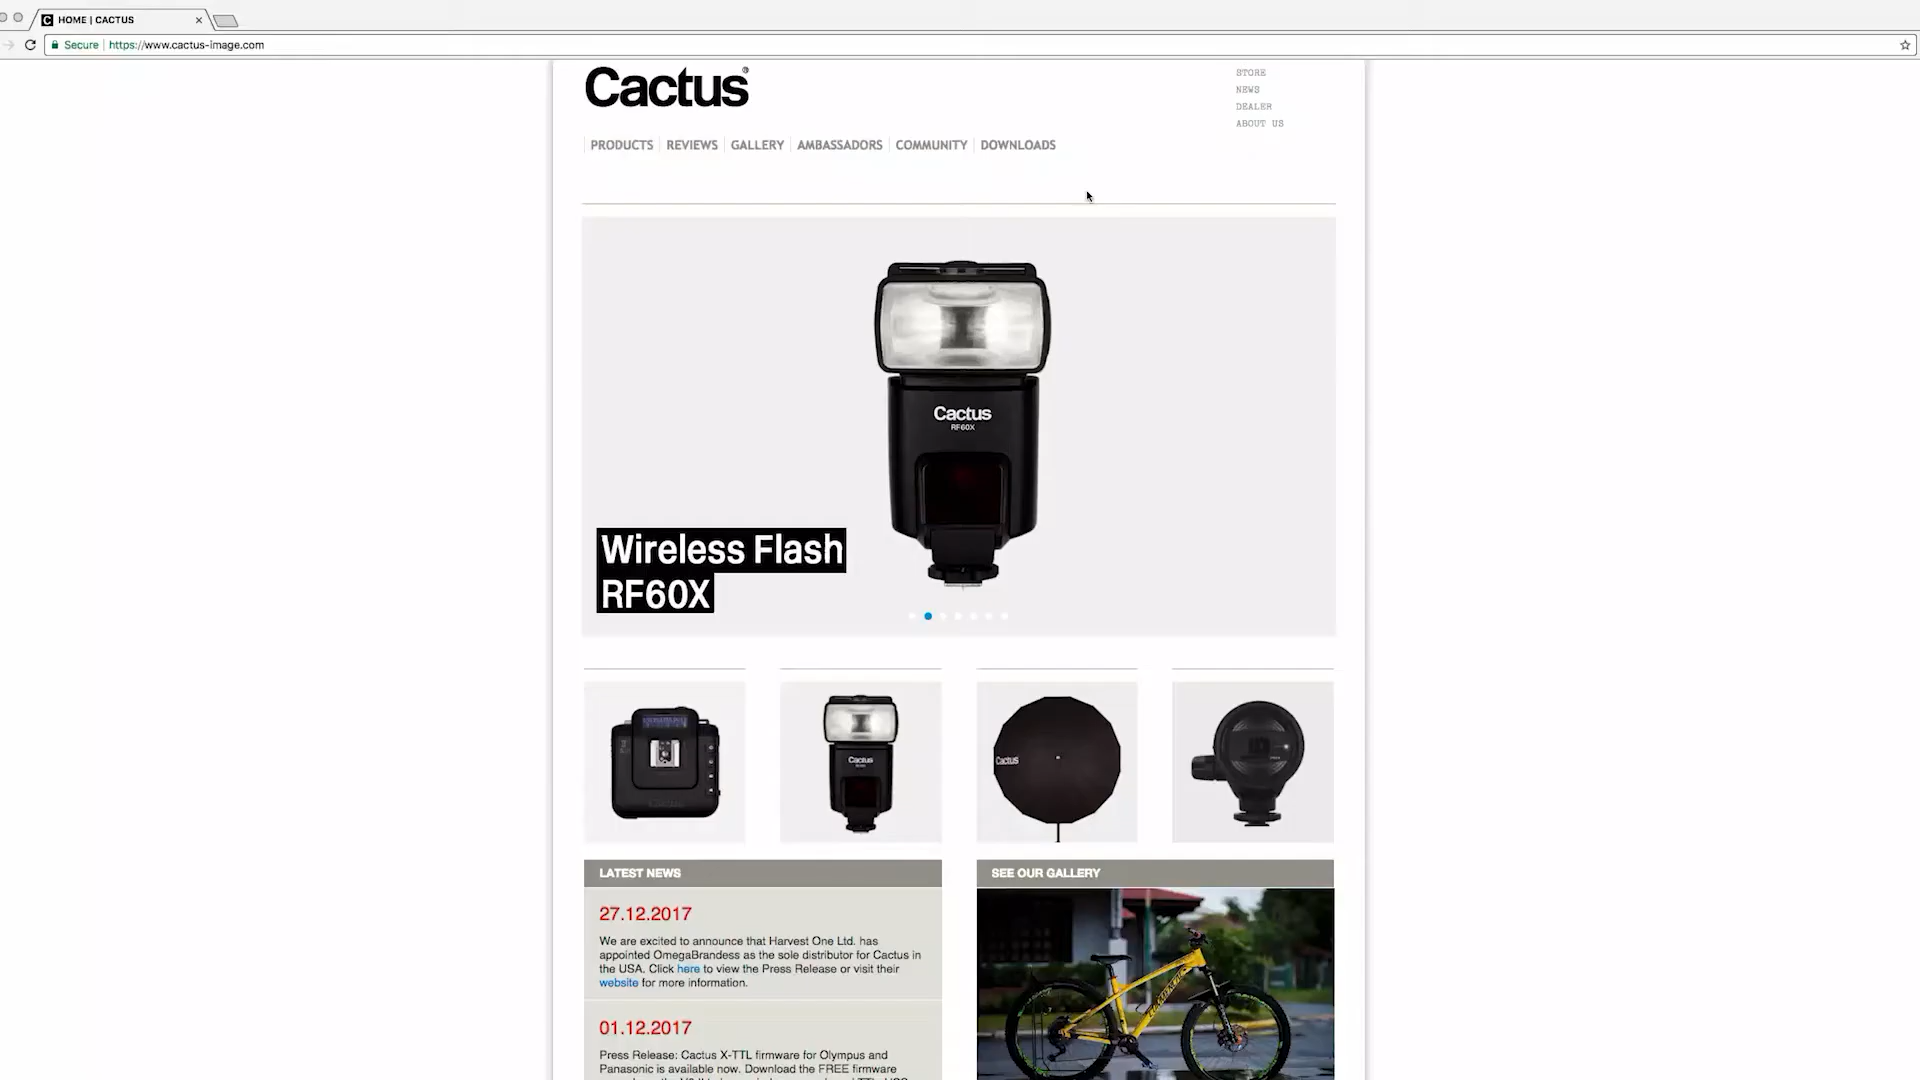 HOME | CACTUS
Secure
https://www.cactus-image.com
Cactus®
STORE
NEWS
DEALER
ABOUT US
PRODUCTS
REVIEWS
GALLERY
AMBASSADORS
COMMUNITY
DOWNLOADS
Cactus
RF60X
Wireless Flash
RF60X
Cactus
Cactus
LATEST NEWS
27.12.2017
We are excited to announce that Harvest One Ltd. has
appointed OmegaBrandess as the sole distributor for Cactus in
the USA. Click here to view the Press Release or visit their
website for more information.
01.12.2017
Press Release: Cactus X-TTL firmware for Olympus and
Panasonic is available now. Download the FREE firmware
SEE OUR GALLERY